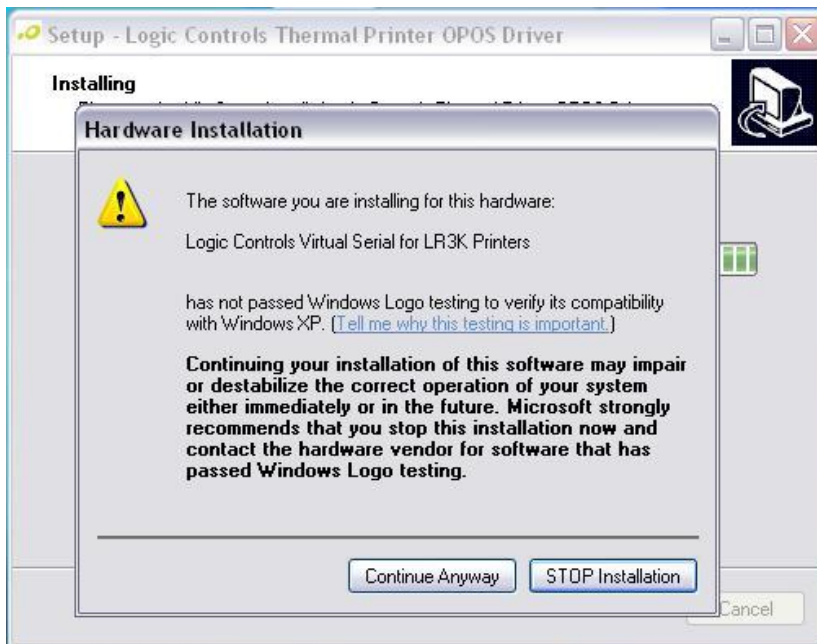 Setup - Logic Controls Thermal Printer OPOS Driver
Installing
Hardware Installation
The software you are installing for this hardware:
Logic Controls Virtual Serial for LR3K Printers
has not passed Windows Logo testing to verify its compatibility
with Windows XP. (Tell me why this testing is important.)
Continuing your installation of this software may impair
or destabilize the correct operation of your system
either immediately or in the future. Microsoft strongly
recommends that you stop this installation now and
contact the hardware vendor for software that has
passed Windows Logo testing.
Continue Anyway STOP Installation
Cancel